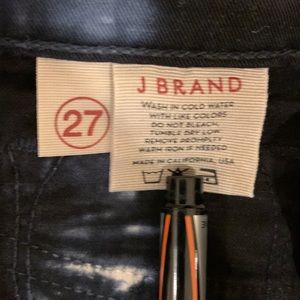 27
J BRAND
WASH IN COLD WATER
WITH LIKE COLORS
DO NOT BLEACH,
TUMBLE DRY LOW
REMOVE PROMPLTY
WARM IRON IF NEEDED
MADE IN CALIFORNIA, USA